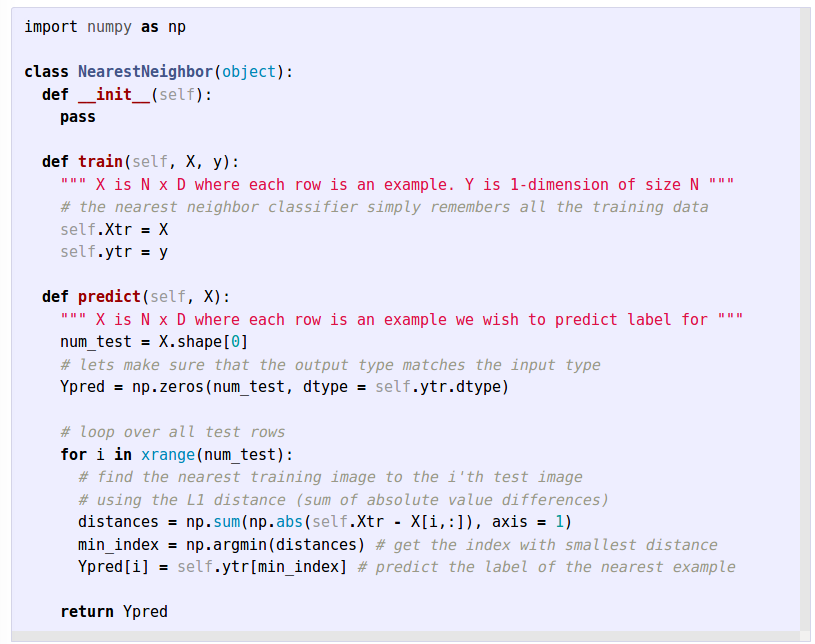 import numpy as np

class NearestNeighbor(object):
  def __init__(self):
    pass

  def train(self, X, y):
    """ X is N x D where each row is an example. Y is 1-dimension of size N """
    # the nearest neighbor classifier simply remembers all the training data
    self.Xtr = X
    self.ytr = y

  def predict(self, X):
    """ X is N x D where each row is an example we wish to predict label for """
    num_test = X.shape[0]
    # lets make sure that the output type matches the input type
    Ypred = np.zeros(num_test, dtype = self.ytr.dtype)

    # loop over all test rows
    for i in xrange(num_test):
      # find the nearest training image to the i'th test image
      # using the L1 distance (sum of absolute value differences)
      distances = np.sum(np.abs(self.Xtr - X[i,:]), axis = 1)
      min_index = np.argmin(distances) # get the index with smallest distance
      Ypred[i] = self.ytr[min_index] # predict the label of the nearest example

    return Ypred